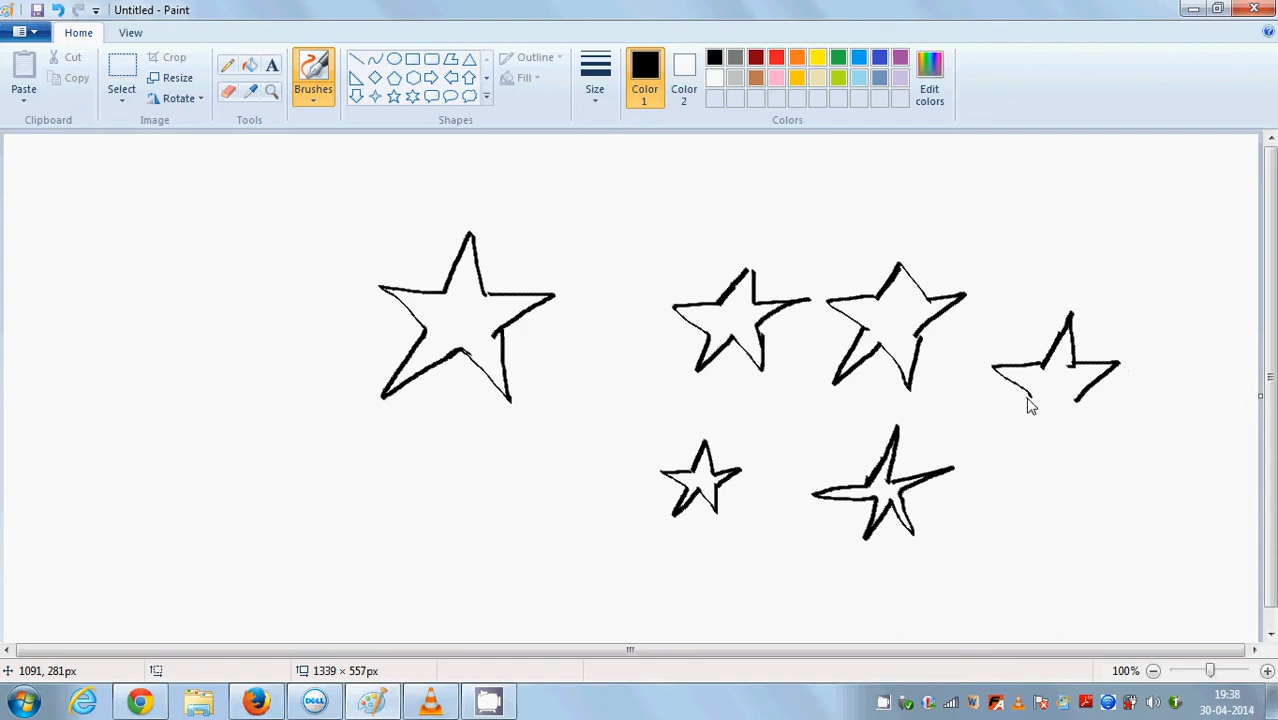 Untitled - Paint
Home
View
Paste
Cut
Copy
Clipboard
Select
Crop
Resize
Rotate
Image
A
Tools
Brushes
Shapes
Outline
Fill
Size
Color
1
Color
2
Edit
colors
Colors
1091, 281px
1339 × 557px
100%
DELL
19:38
30-04-2014